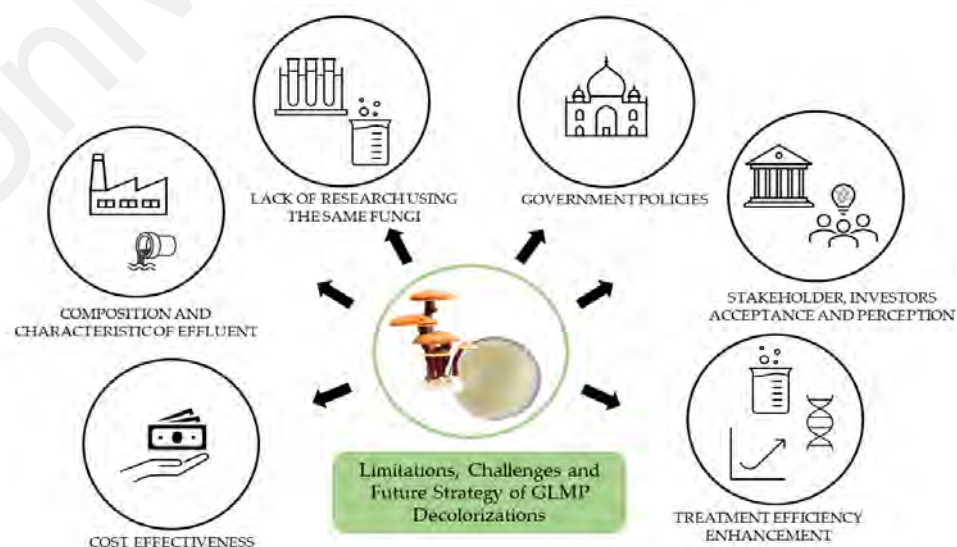 LACK OF RESEARCH USING
THE SAME FUNGI
GOVERNMENT POLICIES
COMPOSITION AND
CHARACTERISTIC OF EFFLUENT
STAKEHOLDER, INVESTORS
ACCEPTANCE AND PERCEPTION
COST EFFECTIVENESS
Limitations, Challenges and
Future Strategy of GLMP
Decolorizations
TREATMENT EFFICIENCY
ENHANCEMENT